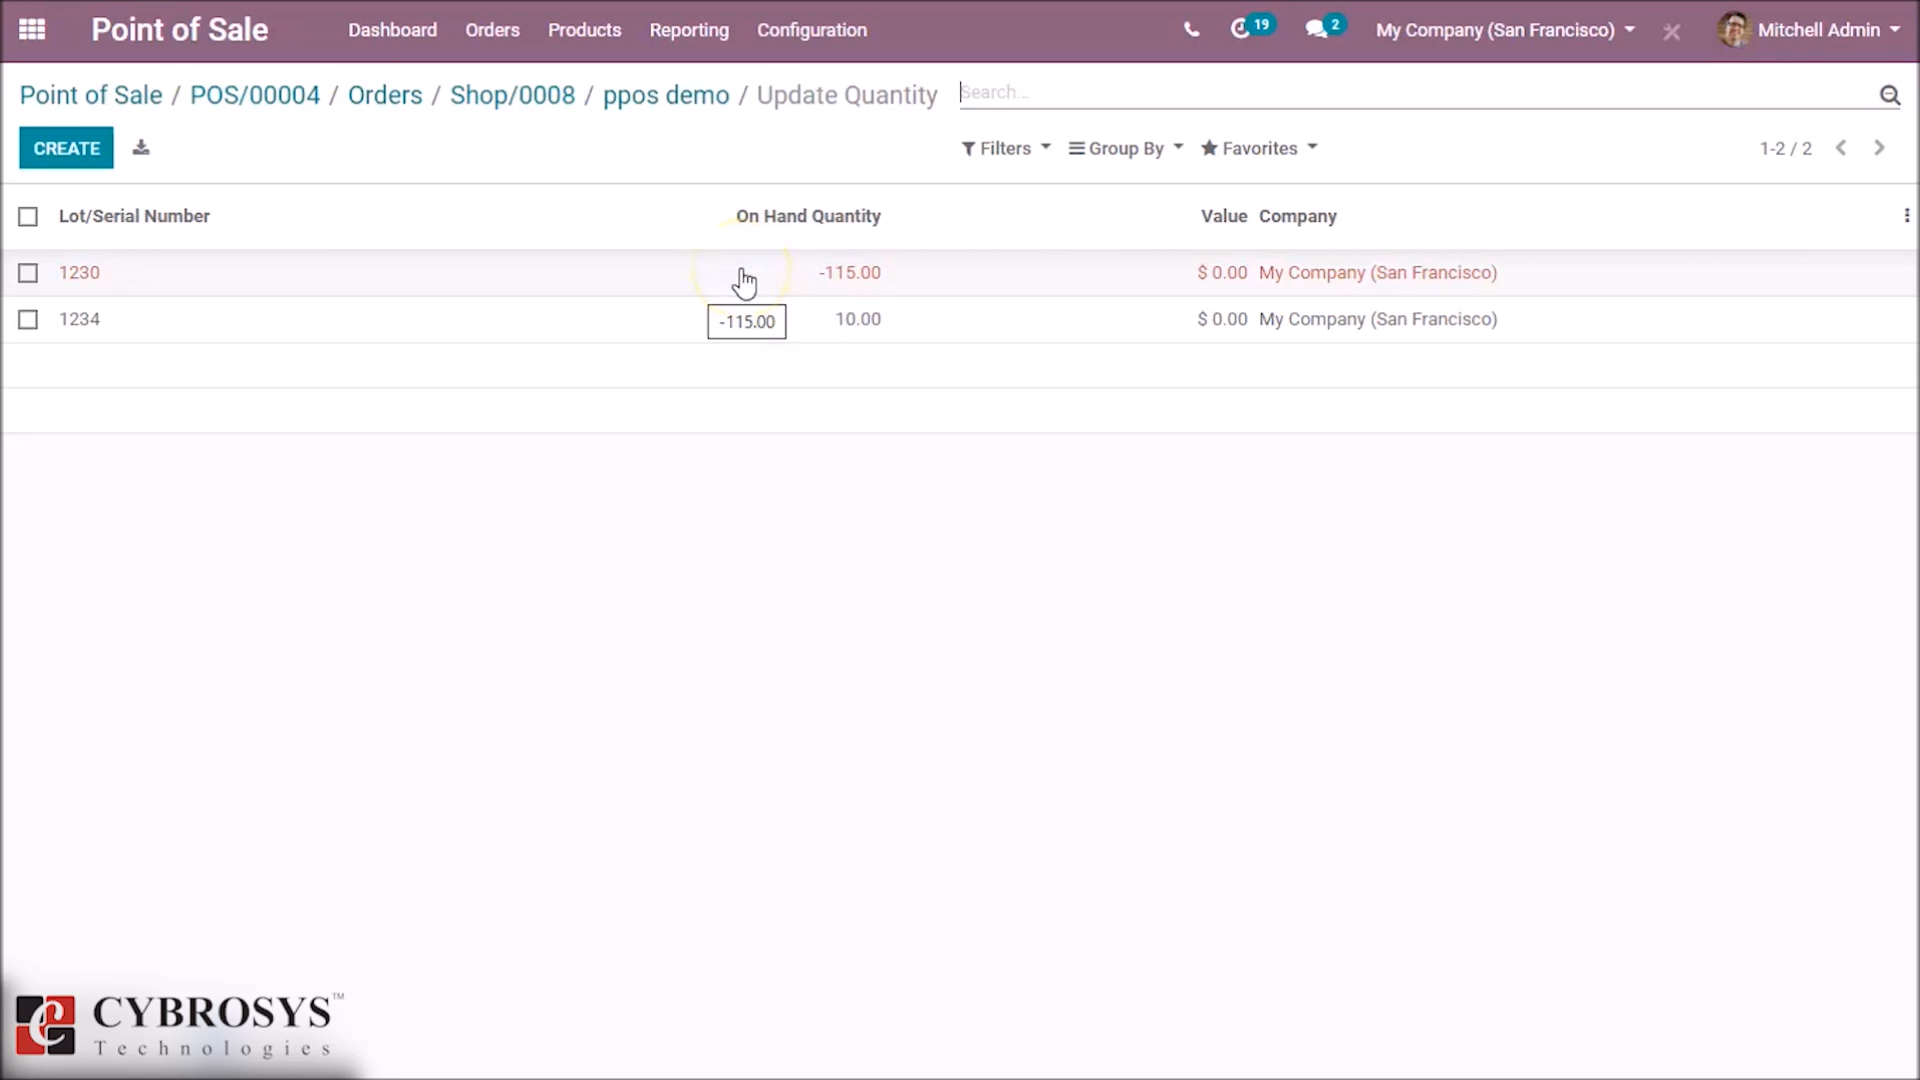 Point of Sale Dashboard Orders Products Reporting Configuration 19 2 My Company (San Francisco) Mitchell Admin
Point of Sale / POS/00004 / Orders / Shop/0008 / ppos demo / Update Quantity Search...
CREATE Filters Group By Favorites 1-2 / 2
Lot/Serial Number On Hand Quantity Value Company
1230 -115.00 $ 0.00 My Company (San Francisco)
1234 10.00 $ 0.00 My Company (San Francisco)
-115.00
CYBROSYS™
Technologies